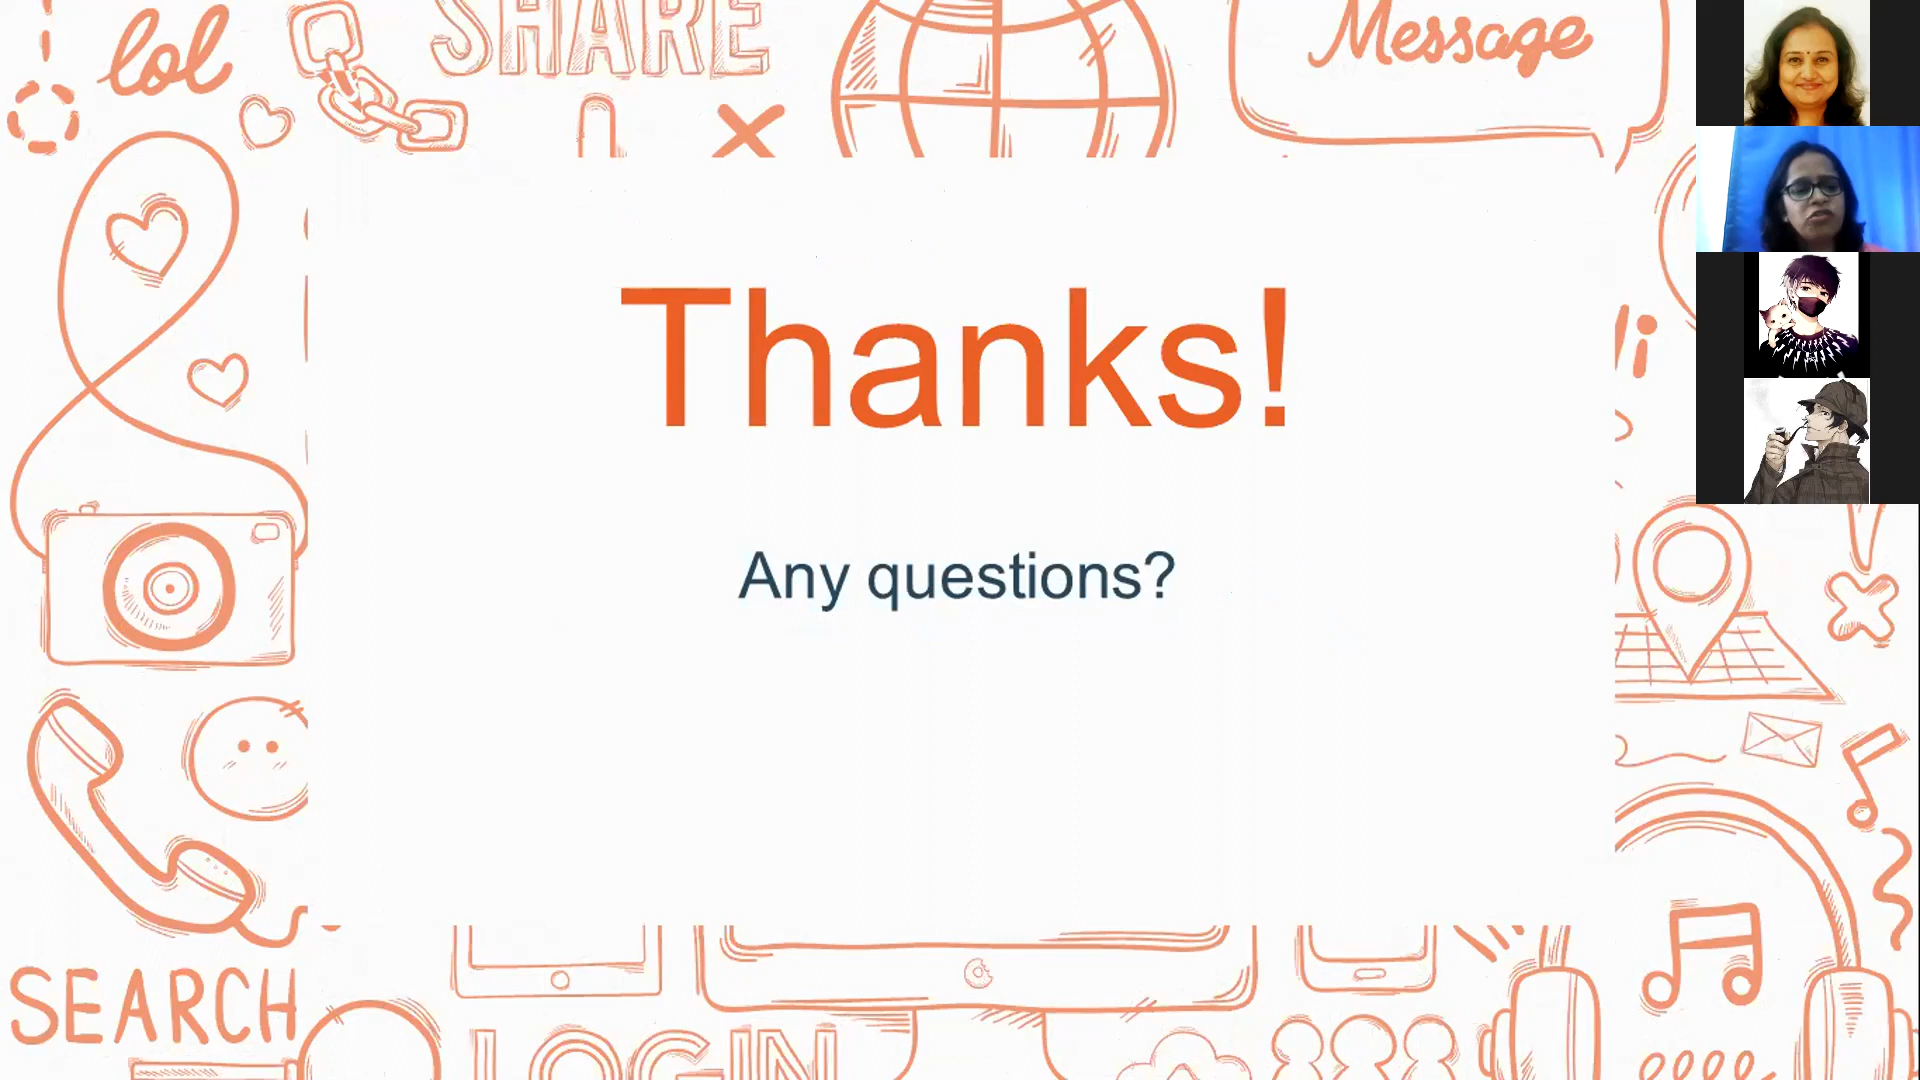 lol
SHARE
Message
Thanks!
Any questions?
SEARCH
LOGIN